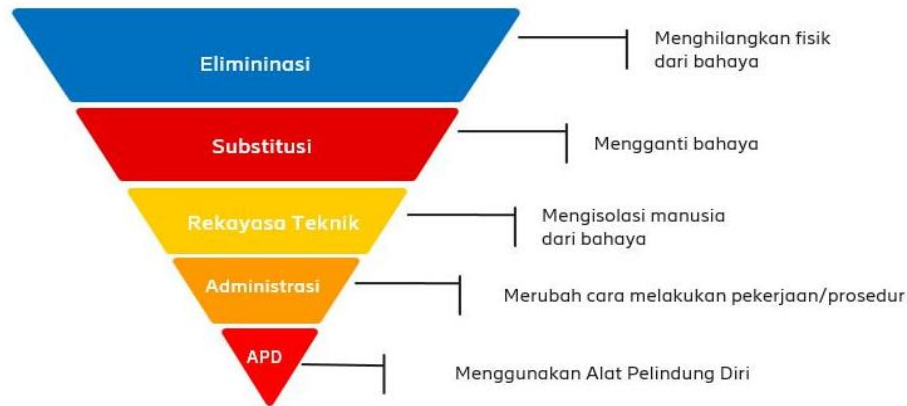 Elimininasi
Menghilangkan fisik
dari bahaya
Substitusi
Mengganti bahaya
Rekayasa Teknik
Mengisolasi manusia
dari bahaya
Administrasi
Merubah cara melakukan pekerjaan/prosedur
APD
Menggunakan Alat Pelindung Diri